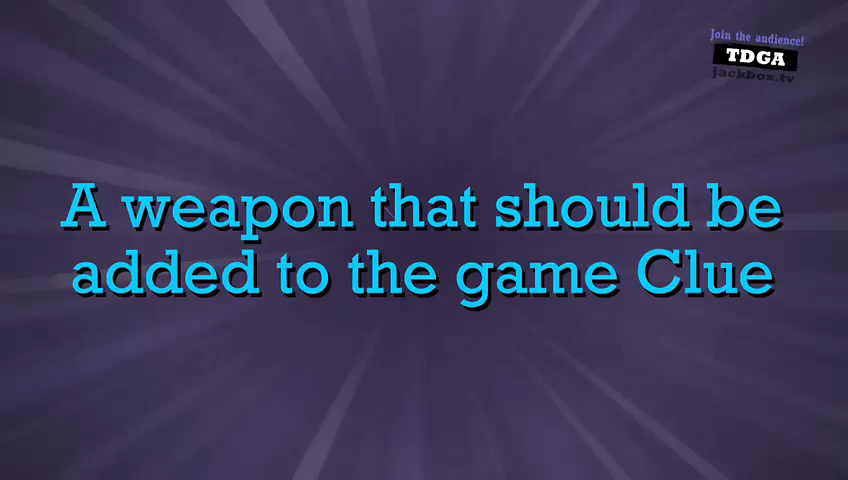 Join the audience!
TDGA
jackbox.tv
A weapon that should be
added to the game Clue